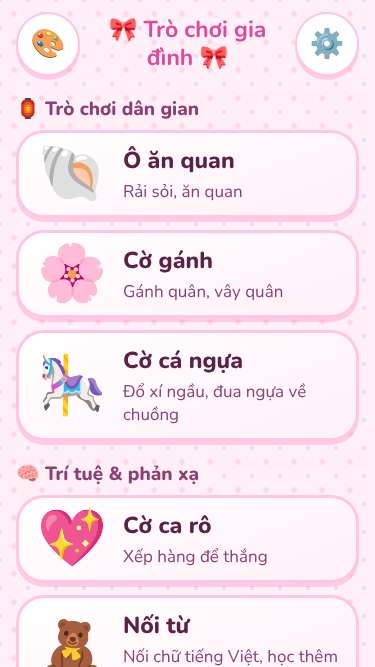 Trò chơi gia
đình
Trò chơi dân gian
Ô ăn quan
Rải sỏi, ăn quan
Cờ gánh
Gánh quân, vây quân
Cờ cá ngựa
Đổ xí ngầu, đua ngựa về
chuồng
Trí tuệ & phản xạ
Cờ ca rô
Xếp hàng để thắng
Nối từ
Nối chữ tiếng Việt, học thêm